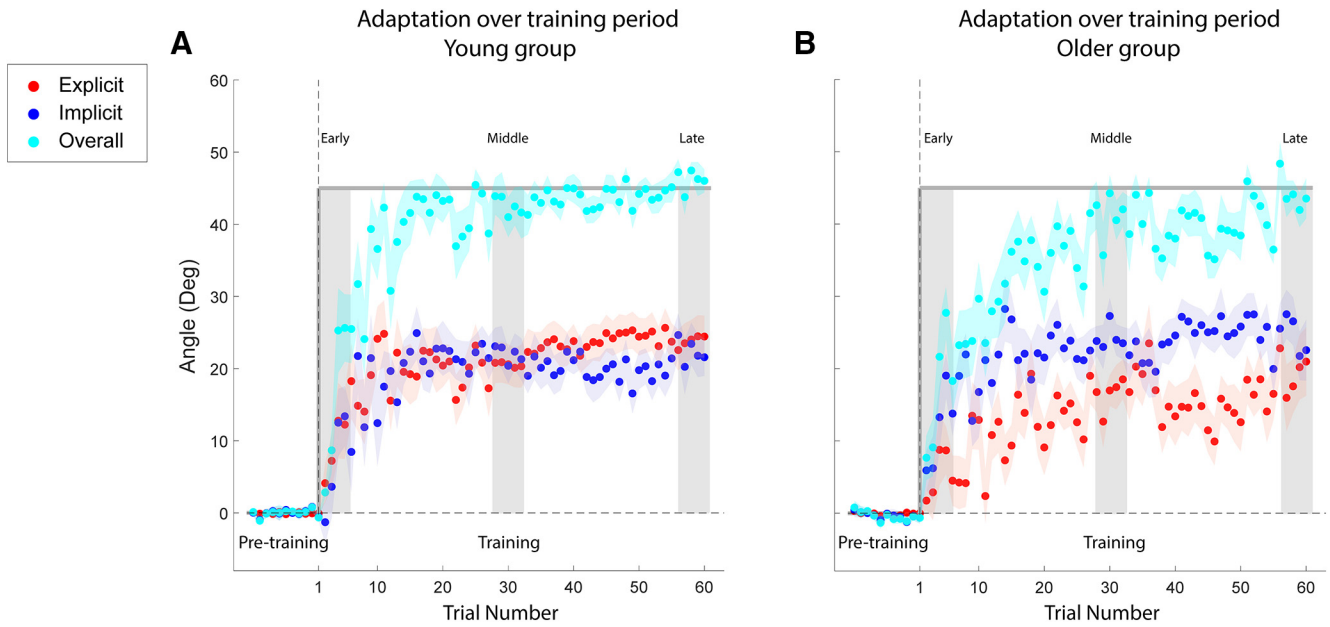 Explicit
Implicit
Overall
A
Adaptation over training period
Young group
60
50
40
30
20
10
0
Angle (Deg)
Early
Middle
Late
Pre-training
Training
1
10
20
30
40
50
60
Trial Number
B
Adaptation over training period
Older group
Early
Middle
Late
Pre-training
Training
1
10
20
30
40
50
60
Trial Number